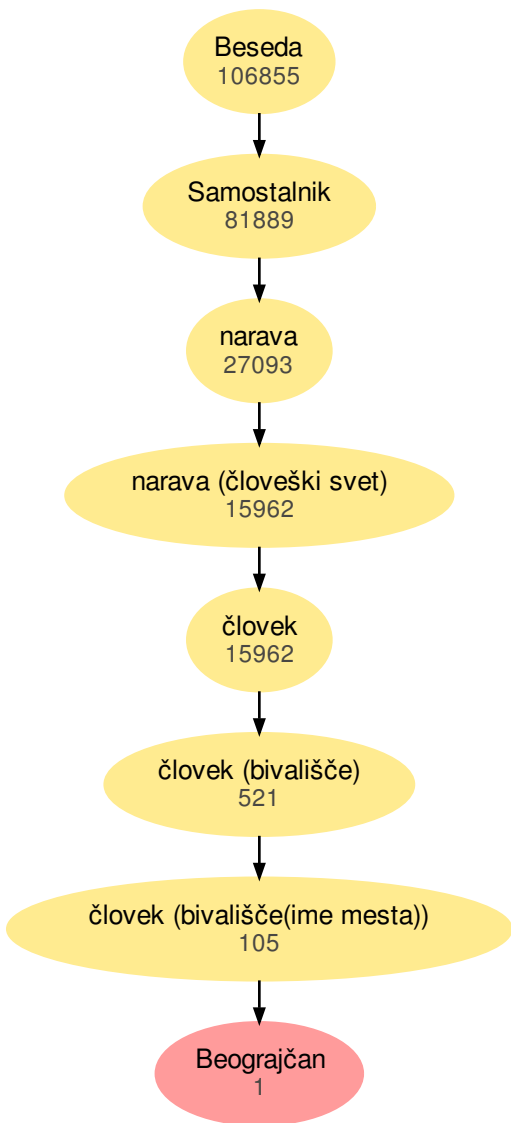 Beseda
106855
Samostalnik
81889
narava
27093
narava (človeški svet)
15962
človek
15962
človek (bivališče)
521
človek (bivališče(ime mesta))
105
Beograjčan
1